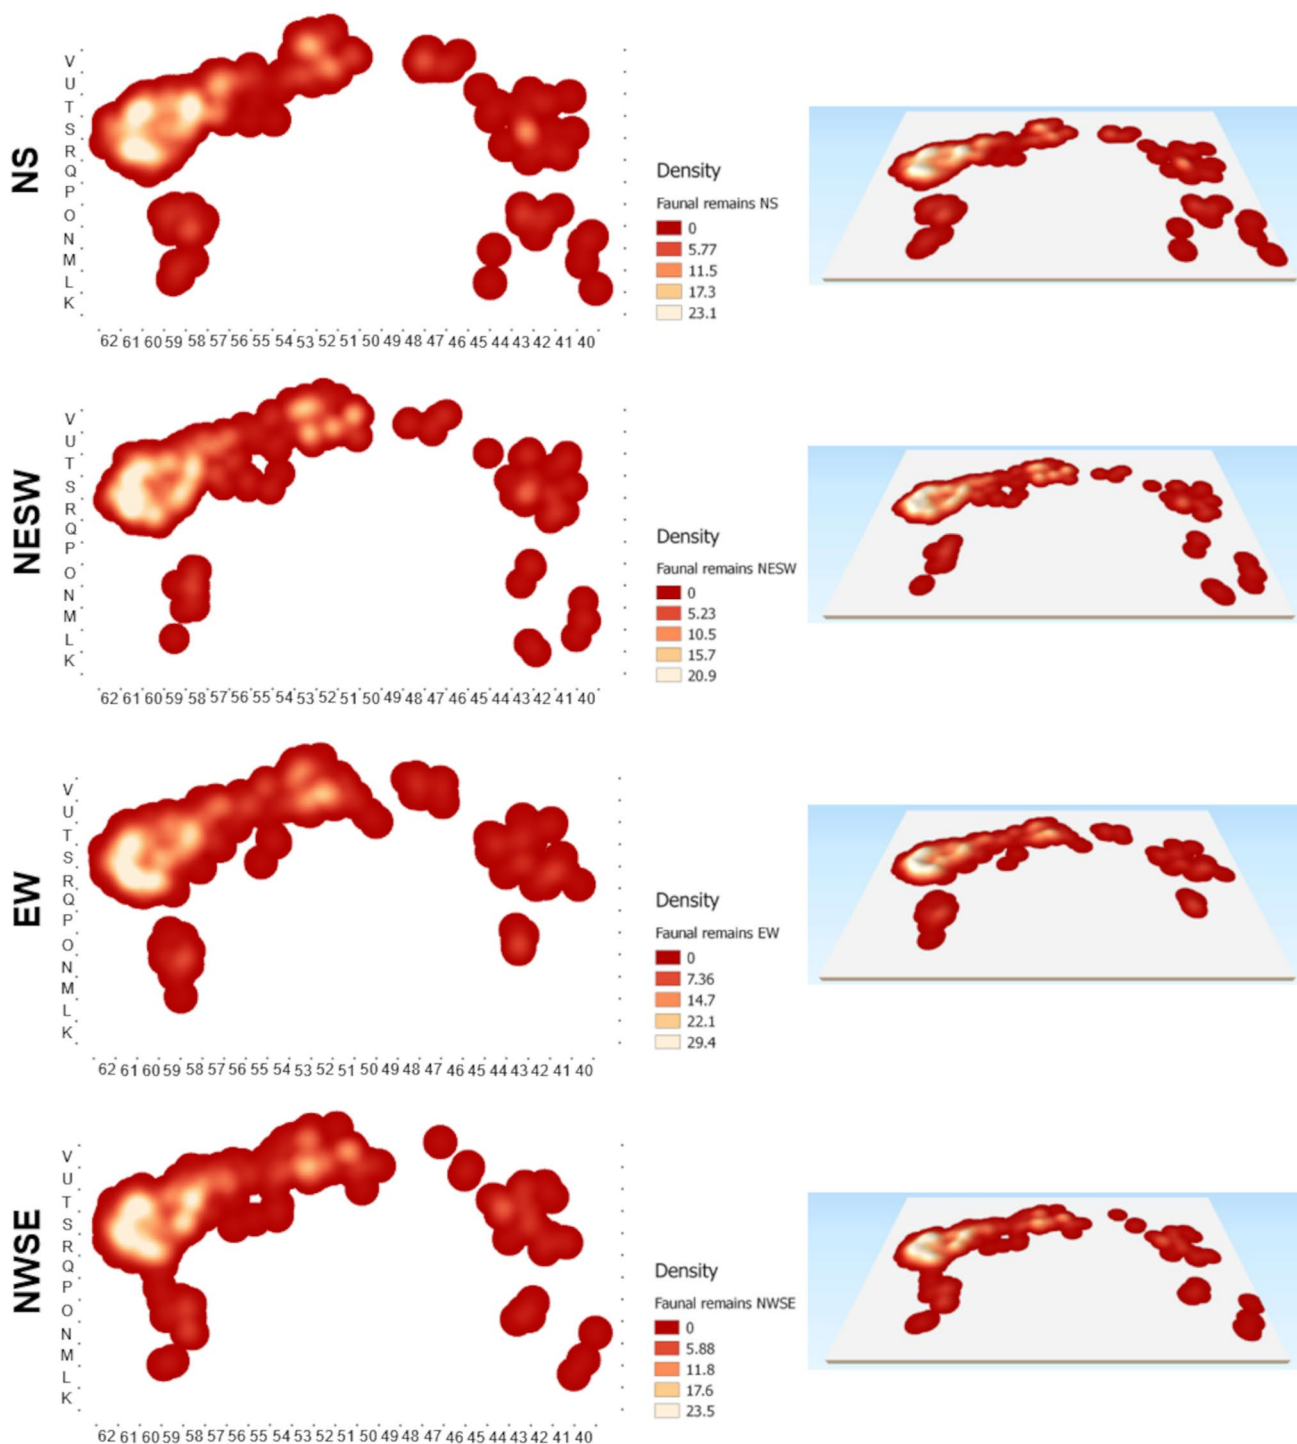 NS
V
U
T
S
R
Q
P
O
N
M
L
K
62 61 60 59 58 57 56 55 54 53 52 51 50 49 48 47 46 45 44 43 42 41 40
Density
Faunal remains NS
0
5.77
11.5
17.3
23.1
NESW
V
U
T
S
R
Q
P
O
N
M
L
K
62 61 60 59 58 57 56 55 54 53 52 51 50 49 48 47 46 45 44 43 42 41 40
Density
Faunal remains NESW
0
5.23
10.5
15.7
20.9
EW
V
U
T
S
R
Q
P
O
N
M
L
K
62 61 60 59 58 57 56 55 54 53 52 51 50 49 48 47 46 45 44 43 42 41 40
Density
Faunal remains EW
0
7.36
14.7
22.1
29.4
NWSE
V
U
T
S
R
Q
P
O
N
M
L
K
62 61 60 59 58 57 56 55 54 53 52 51 50 49 48 47 46 45 44 43 42 41 40
Density
Faunal remains NWSE
0
5.88
11.8
17.6
23.5